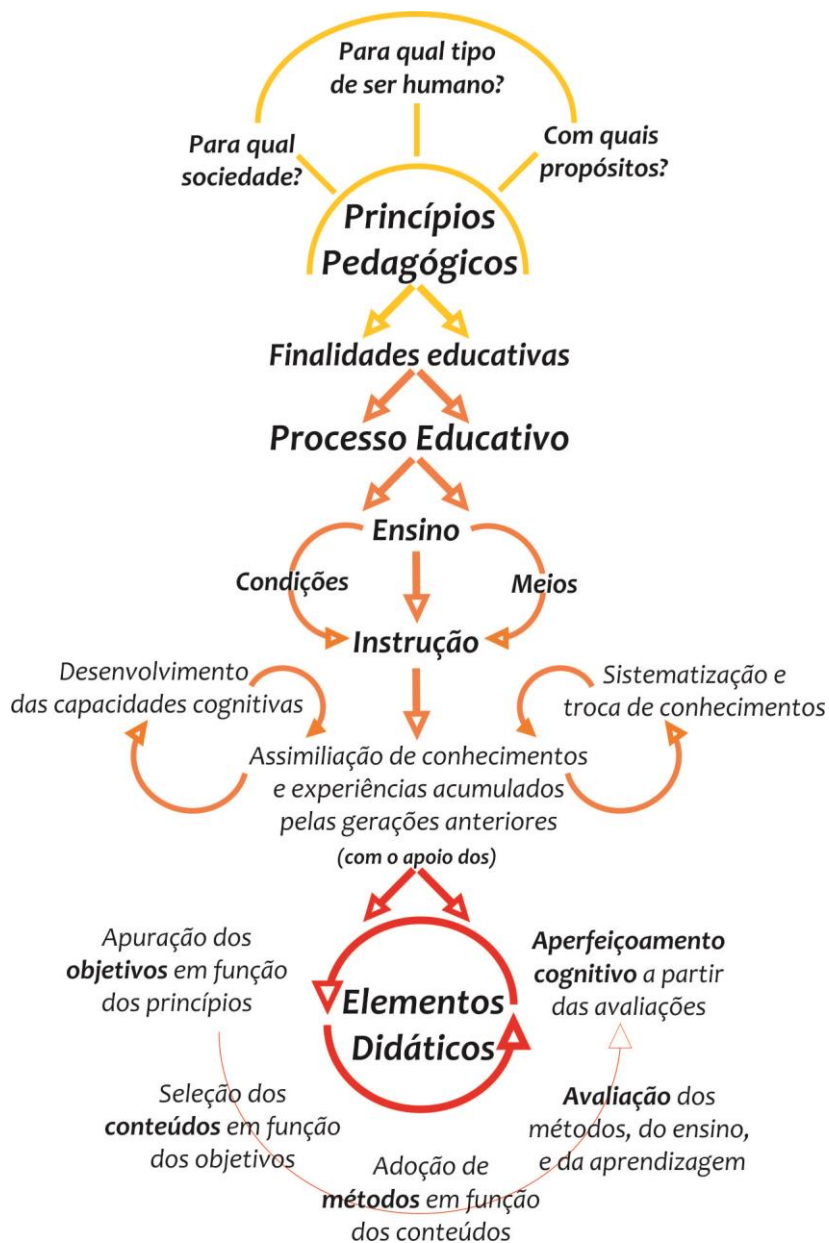 Para qual tipo
de ser humano?
Para qual
sociedade?
Com quais
propósitos?
Princípios
Pedagógicos
Finalidades educativas
Processo Educativo
Ensino
Condições
Meios
Instrução
Desenvolvimento
das capacidades cognitivas
Sistematização e
troca de conhecimentos
Assimiliação de conhecimentos
e experiências acumulados
pelas gerações anteriores
(com o apoio dos)
Elementos
Didáticos
Apuração dos
objetivos em função
dos princípios
Seleção dos
conteúdos em função
dos objetivos
Adoção de
métodos em função
dos conteúdos
Avaliação dos
métodos, do ensino,
e da aprendizagem
Aperfeiçoamento
cognitivo a partir
das avaliações